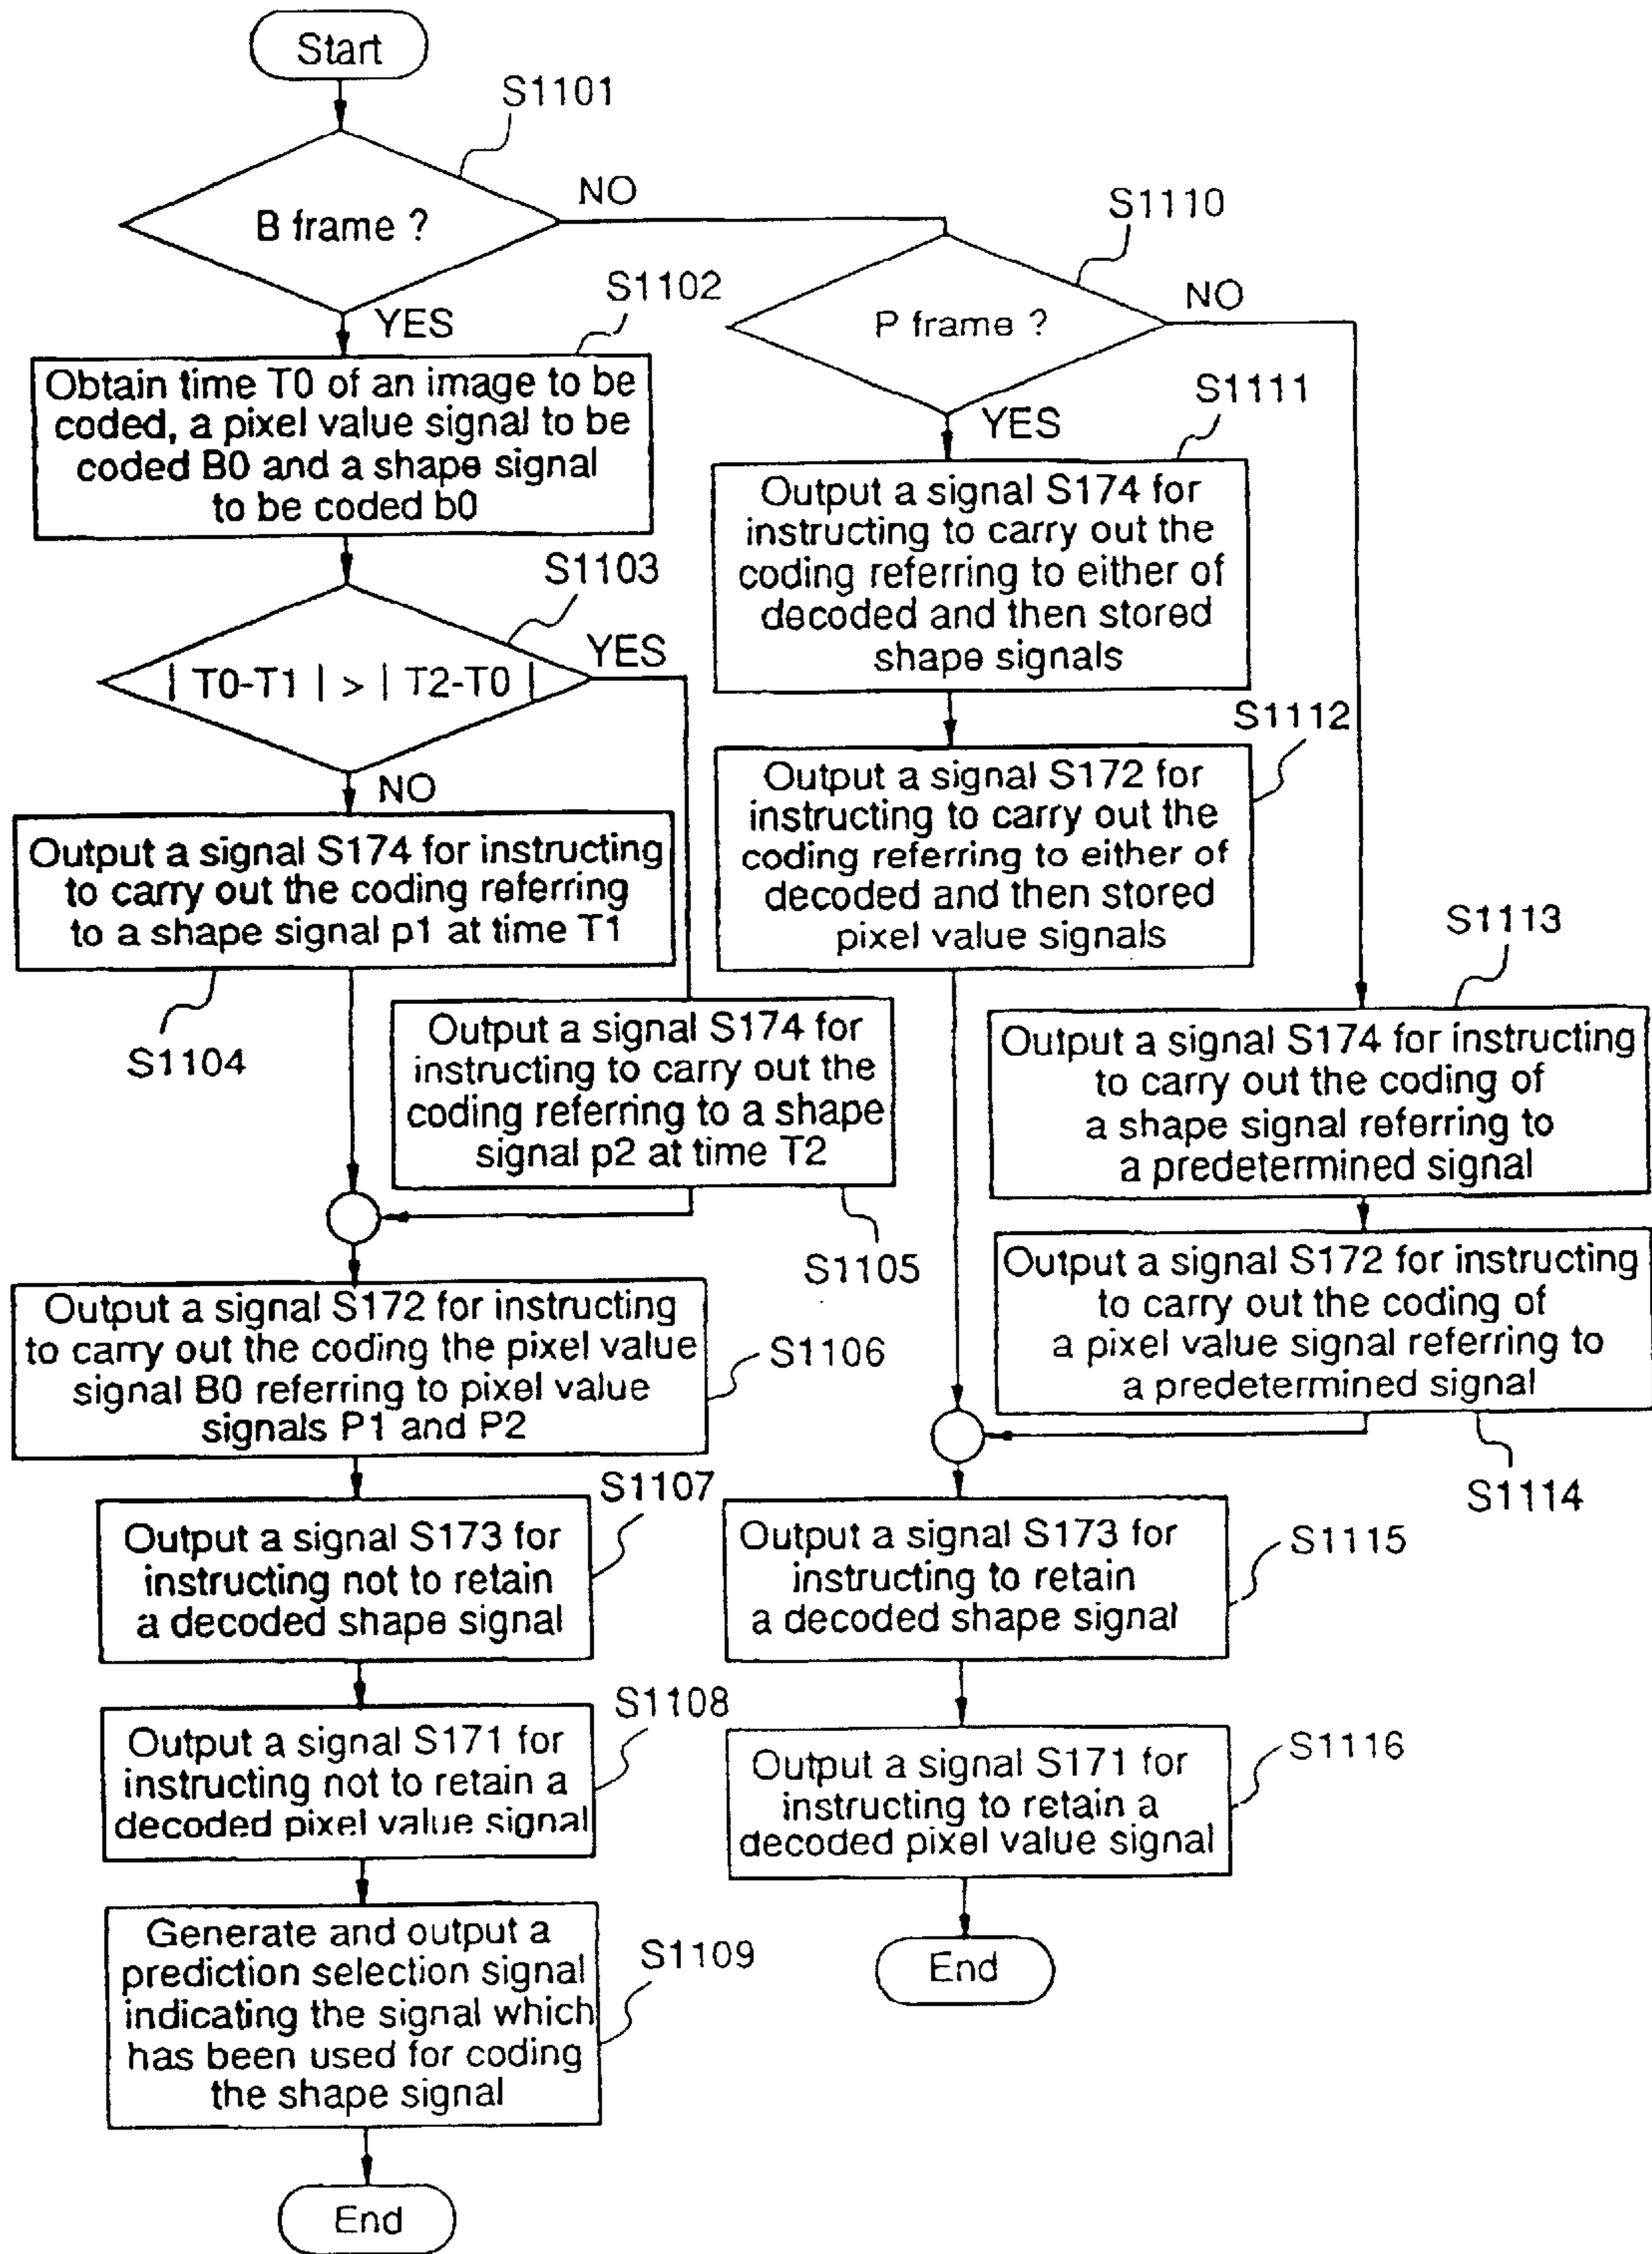 Start
S1101
B frame ?
NO
YES
S1102
Obtain time T0 of an image to be
coded, a pixel value signal to be
coded B0 and a shape signal
to be coded b0
S1103
| T0-T1 | > | T2-T0 |
YES
NO
Output a signal S174 for instructing
to carry out the coding referring
to a shape signal p1 at time T1
S1104
Output a signal S174 for
instructing to carry out the
coding referring to a shape
signal p2 at time T2
S1105
Output a signal S172 for instructing
to carry out the coding the pixel value
signal B0 referring to pixel value
signals P1 and P2
S1106
S1107
Output a signal S173 for
instructing not to retain
a decoded shape signal
S1108
Output a signal S171 for
instructing not to retain a
decoded pixel value signal
Generate and output a
prediction selection signal
indicating the signal which
has been used for coding
the shape signal
S1109
End
S1110
P frame ?
NO
YES
S1111
Output a signal S174 for
instructing to carry out the
coding referring to either of
decoded and then stored
shape signals
S1112
Output a signal S172 for
instructing to carry out the
coding referring to either of
decoded and then stored
pixel value signals
S1113
Output a signal S174 for instructing
to carry out the coding of
a shape signal referring to
a predetermined signal
Output a signal S172 for instructing
to carry out the coding of
a pixel value signal referring to
a predetermined signal
S1114
Output a signal S173 for
instructing to retain
a decoded shape signal
S1115
Output a signal S171 for
instructing to retain a
decoded pixel value signal
S1116
End